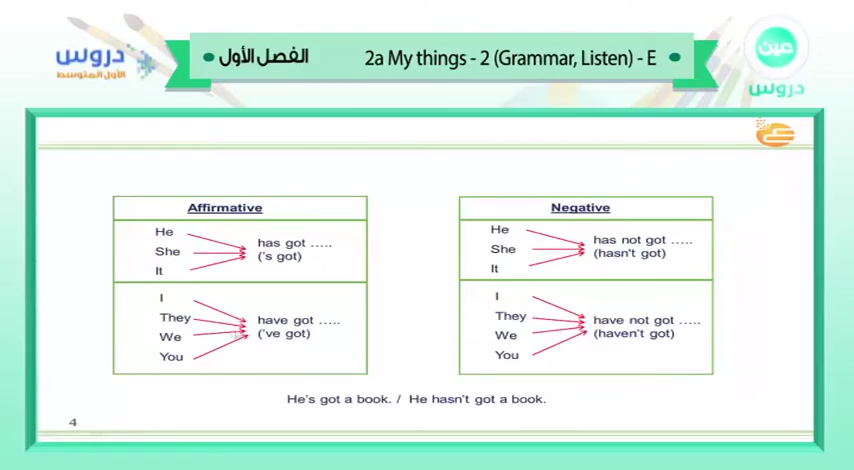 دروس
الأول المتوسط
الفصل الأول
2a My things - 2 (Grammar, Listen) - E
عين
دروس
Affirmative
He
She
It
has got …..
('s got)
I
They
We
You
have got …..
('ve got)
Negative
He
She
It
has not got …..
(hasn't got)
I
They
We
You
have not got …..
(haven't got)
He's got a book. / He hasn't got a book.
4